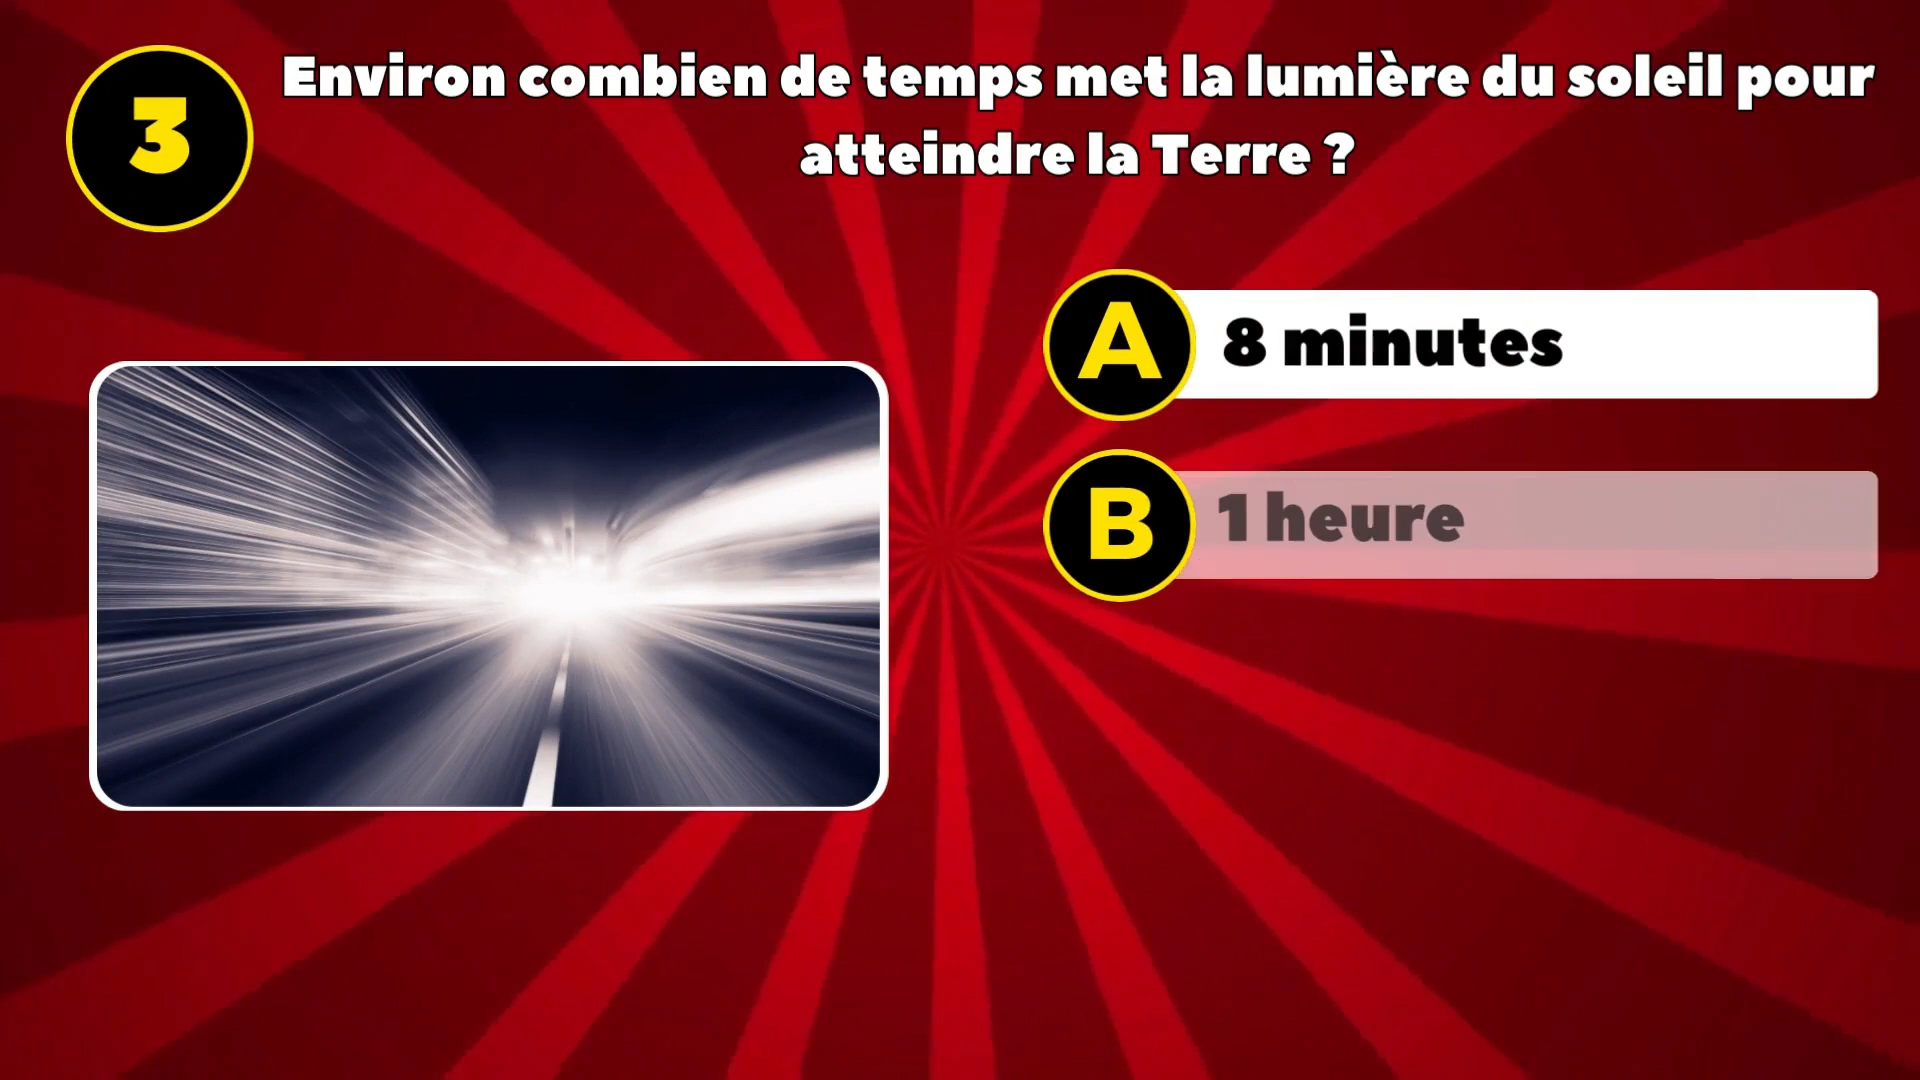 3
Environ combien de temps met la lumière du soleil pour
atteindre la Terre ?
A
8 minutes
B
1 heure